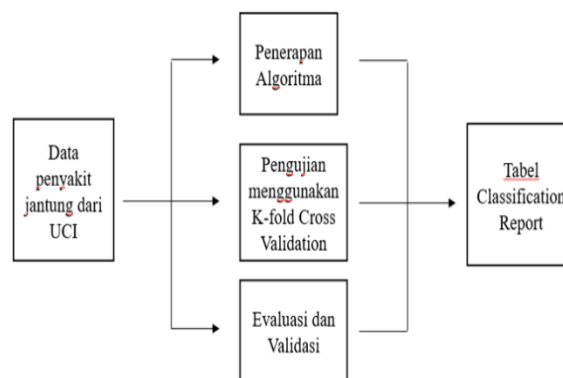 Data
penyakit
jantung dari
UCI
Penerapan
Algoritma
Pengujian
menggunakan
K-fold Cross
Validation
Evaluasi dan
Validasi
Tabel
Classification
Report